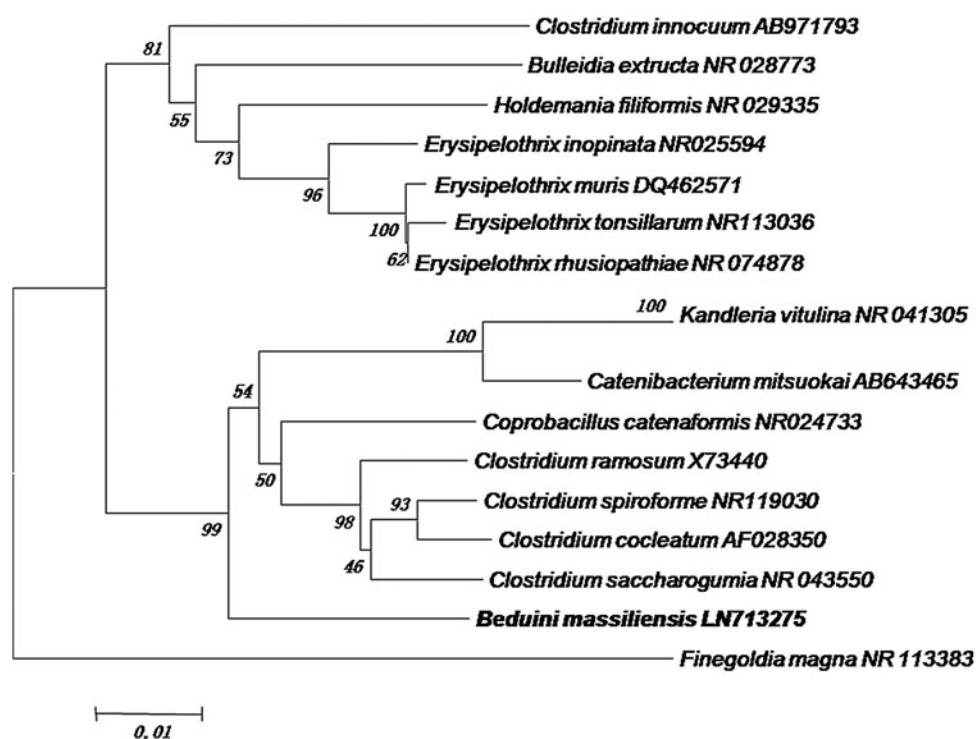 Clostridium innocuum AB971793
81
Bulleidia extructa NR 028773
55
Holdemania filiformis NR 029335
73
Erysipelothrix inopinata NR025594
96
Erysipelothrix muris DQ462571
100
Erysipelothrix tonsillarum NR113036
62
Erysipelothrix rhusiopathiae NR 074878
100
Kandleria vitulina NR 041305
100
Catenibacterium mitsuokai AB643465
54
Coprobacillus catenaformis NR024733
50
Clostridium ramosum X73440
98
Clostridium spiroforme NR119030
93
Clostridium cocleatum AF028350
46
Clostridium saccharogumia NR 043550
99
Beduini massiliensis LN713275
Finegoldia magna NR 113383
0,01